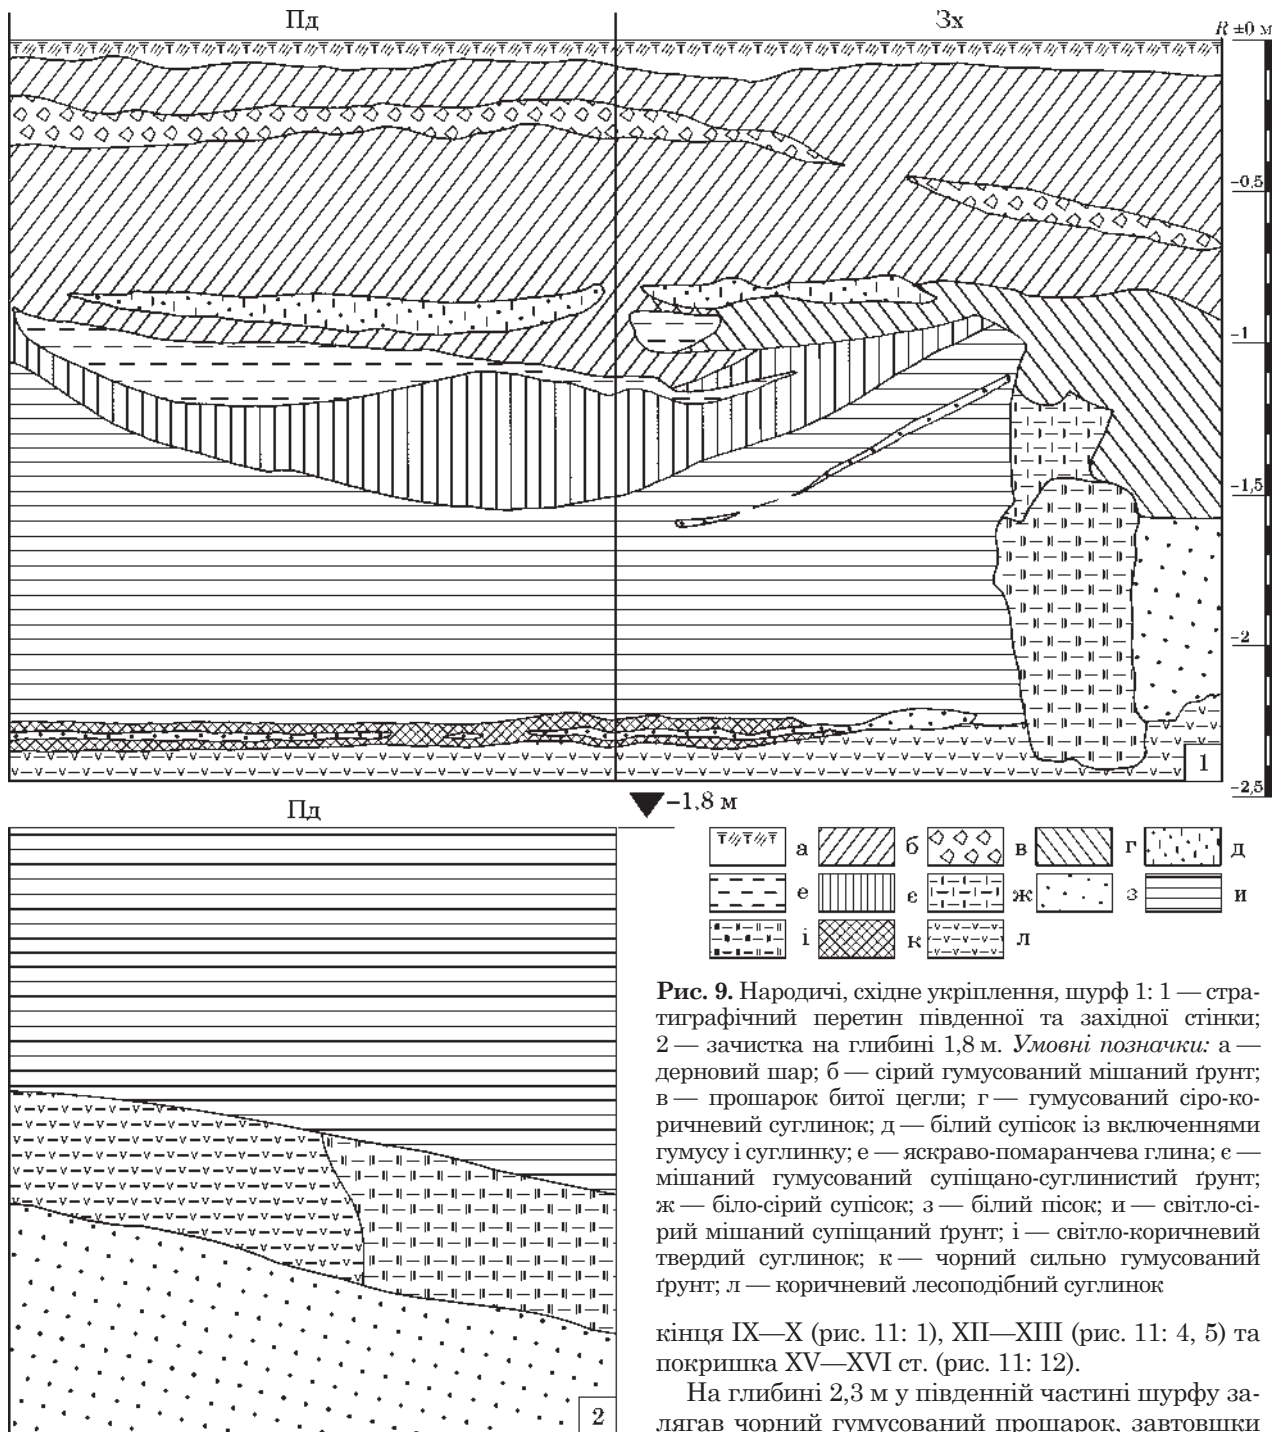 Пд Зх
R ±0 м
-0,5
-1
-1,5
-2
1
-2,5
Пд
-1,8 м
а б в г д
е є ж з и
і к л
2
Рис. 9. Народичі, східне укріплення, шурф 1: 1 — стра-
тиграфічний перетин південної та західної стінки;
2 — зачистка на глибині 1,8 м. Умовні позначки: а —
дерновий шар; б — сірий гумусований мішаний ґрунт;
в — прошарок битої цегли; г — гумусований сіро-ко-
ричневий суглинок; д — білий супісок із включеннями
гумусу і суглинку; е — яскраво-помаранчева глина; є —
мішаний гумусований супіщано-суглинистий ґрунт;
ж — біло-сірий супісок; з — білий пісок; и — світло-сі-
рий мішаний супіщаний ґрунт; і — світло-коричневий
твердий суглинок; к — чорний сильно гумусований
ґрунт; л — коричневий лесоподібний суглинок
кінця IX—X (рис. 11: 1), XII—XIII (рис. 11: 4, 5) та
покришка XV—XVI ст. (рис. 11: 12).
На глибині 2,3 м у південній частині шурфу за-
лягав чорний гумусований прошарок, завтовшки